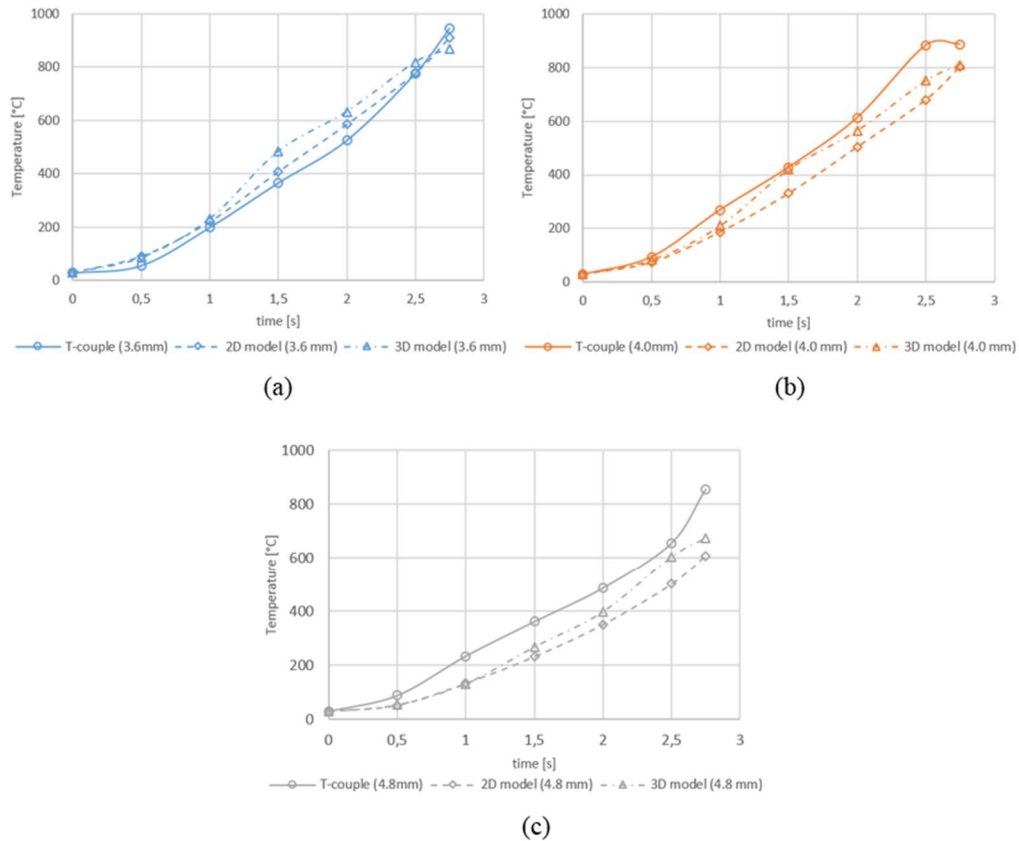 1000
800
600
400
200
0
Temperature [°C]
0 0,5 1 1,5 2 2,5 3
time [s]
T-couple (3.6mm) 2D model (3.6 mm) 3D model (3.6 mm)
(a)
1000
800
600
400
200
0
Temperature [°C]
0 0,5 1 1,5 2 2,5 3
time [s]
T-couple (4.0mm) 2D model (4.0 mm) 3D model (4.0 mm)
(b)
1000
800
600
400
200
0
Temperature [°C]
0 0,5 1 1,5 2 2,5 3
time [s]
T-couple (4.8mm) 2D model (4.8 mm) 3D model (4.8 mm)
(c)